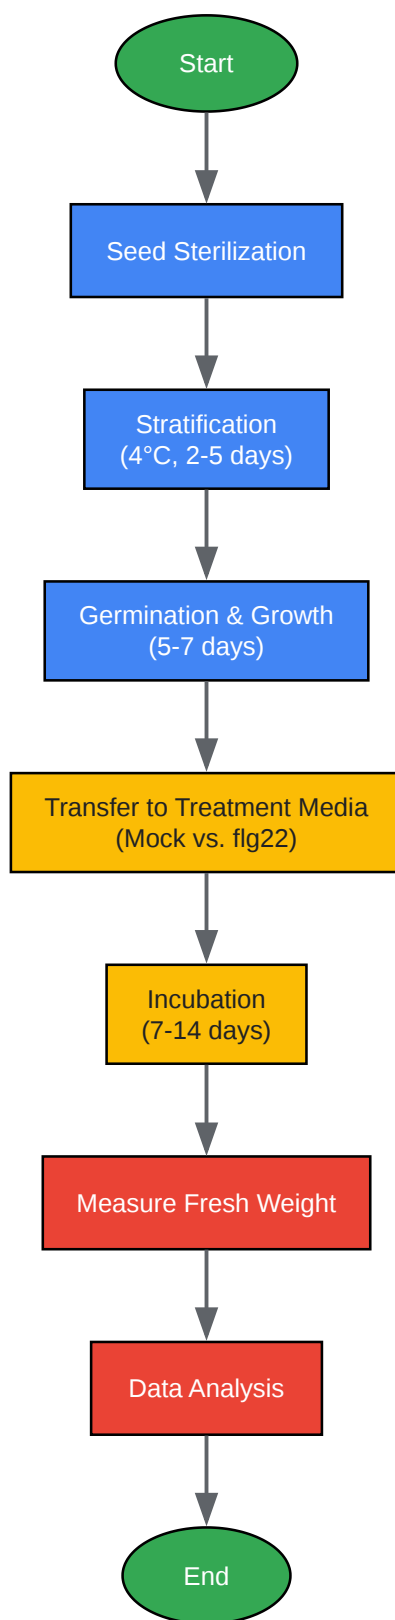 Start
Seed Sterilization
Stratification
(4°C, 2-5 days)
Germination & Growth
(5-7 days)
Transfer to Treatment Media
(Mock vs. flg22)
Incubation
(7-14 days)
Measure Fresh Weight
Data Analysis
End